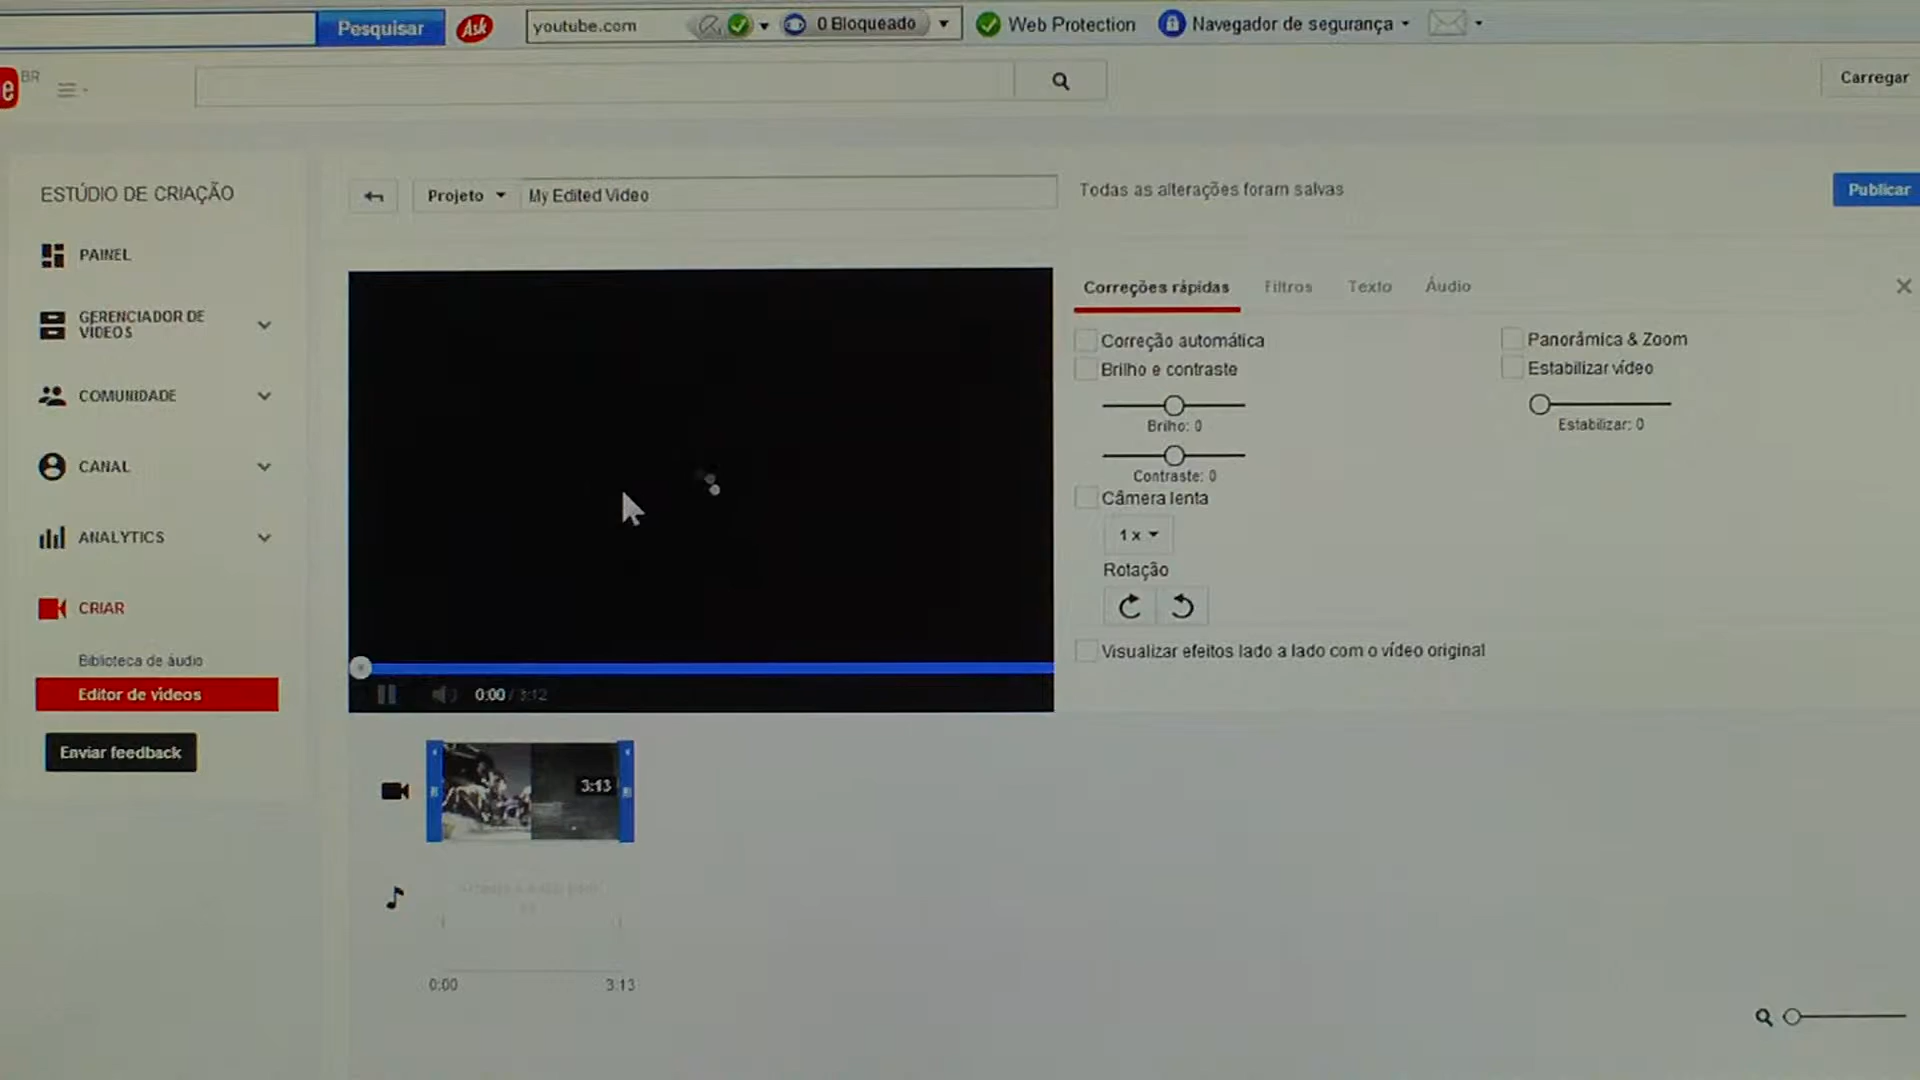 Pesquisar
Ask
youtube.com
0 Bloqueado
Web Protection
Navegador de segurança
e
BR
Carregar
ESTÚDIO DE CRIAÇÃO
Projeto
My Edited Video
Todas as alterações foram salvas
Publicar
PAINEL
GERENCIADOR DE
VÍDEOS
COMUNIDADE
CANAL
ANALYTICS
CRIAR
Biblioteca de áudio
Editor de vídeos
Enviar feedback
Correções rápidas
Filtros
Texto
Áudio
Correção automática
Brilho e contraste
Brilho: 0
Contraste: 0
Câmera lenta
1 x
Rotação
Visualizar efeitos lado a lado com o vídeo original
Panorâmica & Zoom
Estabilizar vídeo
Estabilizar: 0
0:00 / 3:12
3:13
0:00
3:13